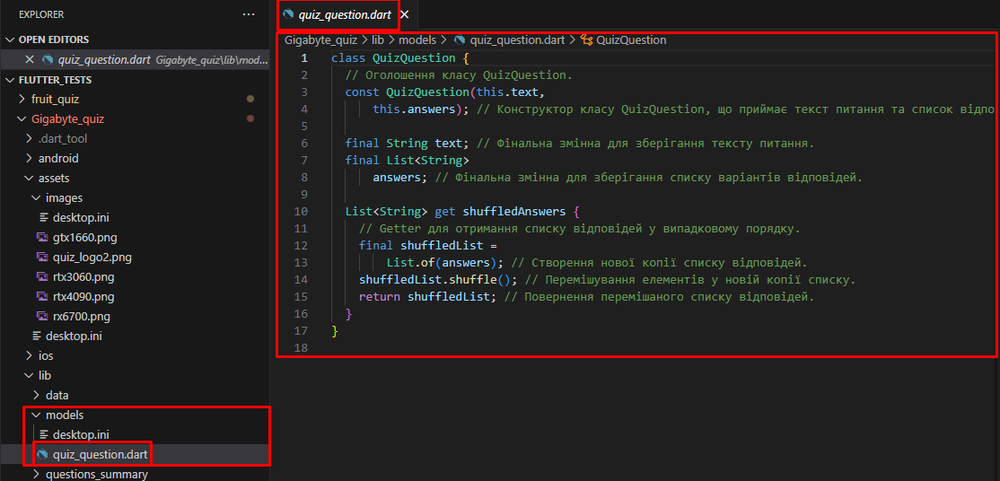 EXPLORER
···
OPEN EDITORS
quiz_question.dart Gigabyte_quiz\lib\mod...
FLUTTER_TESTS
fruit_quiz
Gigabyte_quiz
.dart_tool
android
assets
images
desktop.ini
gtx1660.png
quiz_logo2.png
rtx3060.png
rtx4090.png
rx6700.png
desktop.ini
ios
lib
data
models
desktop.ini
quiz_question.dart
questions_summary
quiz_question.dart
Gigabyte_quiz > lib > models > quiz_question.dart > QuizQuestion
1 class QuizQuestion {
2 // Оголошення класу QuizQuestion.
3 const QuizQuestion(this.text,
4 this.answers); // Конструктор класу QuizQuestion, що приймає текст питання та список відпо
5
6 final String text; // Фінальна змінна для зберігання тексту питання.
7 final List<String>
8 answers; // Фінальна змінна для зберігання списку варіантів відповідей.
9
10 List<String> get shuffledAnswers {
11 // Getter для отримання списку відповідей у випадковому порядку.
12 final shuffledList =
13 List.of(answers); // Створення нової копії списку відповідей.
14 shuffledList.shuffle(); // Перемішування елементів у новій копії списку.
15 return shuffledList; // Повернення перемішаного списку відповідей.
16 }
17 }
18